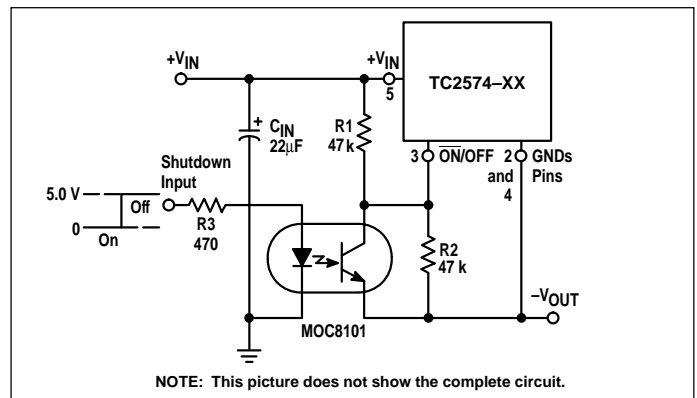 +VIN
+VIN
5
TC2574–XX
CIN
22µF
+
R1
47 k
3
ON/OFF
2
and
4
GNDs
Pins
Shutdown
Input
5.0 V
Off
0
On
R3
470
R2
47 k
MOC8101
–VOUT
NOTE: This picture does not show the complete circuit.